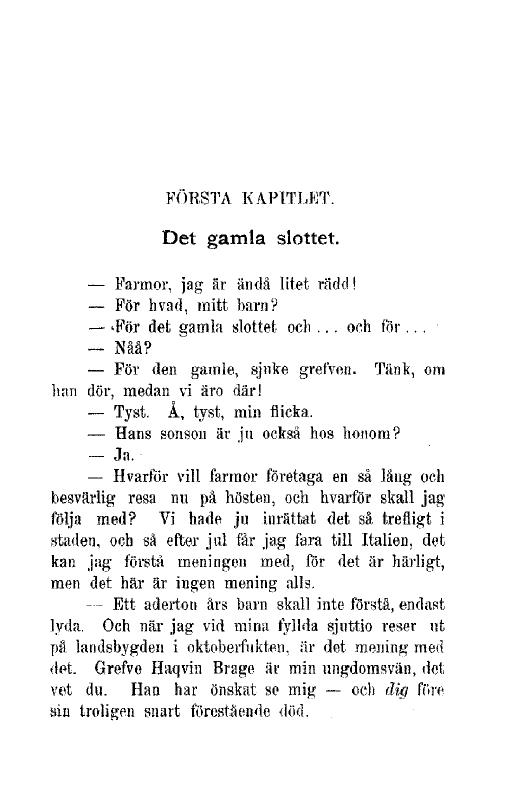 FÖRSTA KAPITLET.
Det gamla slottet.
— Farmor, jag är ändå litet rädd!
— För hvad, mitt barn?
— För det gamla slottet och ... och för ...
— Nåå?
— För den gamle, sjuke grefven. Tänk, om
han dör, medan vi äro där!
— Tyst. Å, tyst, min flicka.
— Hans sonson är ju också hos honom?
— Ja.
— Hvarför vill farmor företaga en så lång och
besvärlig resa nu på hösten, och hvarför skall jag
följa med? Vi hade ju inrättat det så trefligt i
staden, och så efter jul får jag fara till Italien, det
kan jag förstå meningen med, för det är härligt,
men det här är ingen mening alls.
— Ett aderton års barn skall inte förstå, endast
lyda. Och när jag vid mina fyllda sjuttio reser ut
på landsbygden i oktoberfukten, är det mening med
det. Grefve Haqvin Brage är min ungdomsvän, det
vet du. Han har önskat se mig — och dig före
sin troligen snart förestående död.